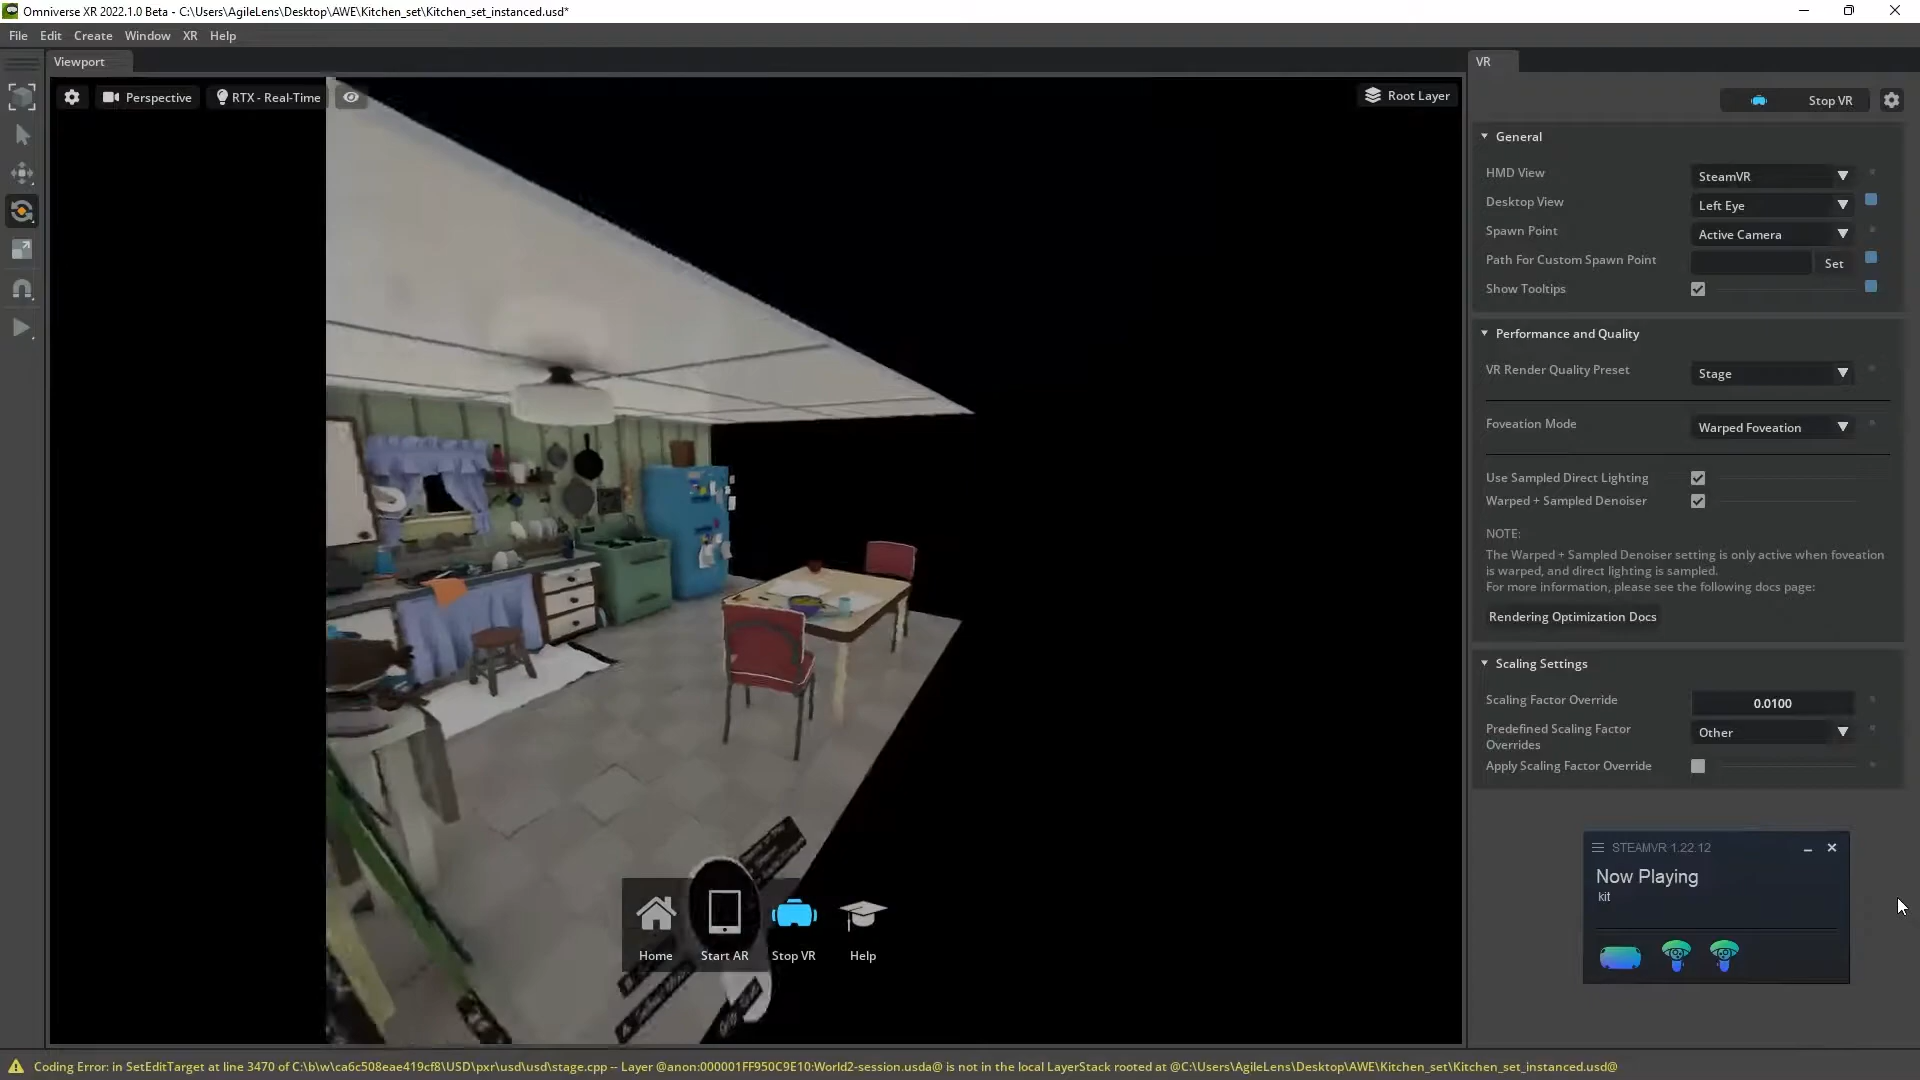 Omniverse XR 2022.1.0 Beta - C:\Users\AgileLens\Desktop\AWE\Kitchen_set\Kitchen_set_instanced.usd*
File Edit Create Window XR Help
Viewport
VR
Perspective
RTX - Real-Time
Root Layer
Stop VR
General
HMD View
SteamVR
Desktop View
Left Eye
Spawn Point
Active Camera
Path For Custom Spawn Point
Set
Show Tooltips
Performance and Quality
VR Render Quality Preset
Stage
Foveation Mode
Warped Foveation
Use Sampled Direct Lighting
Warped + Sampled Denoiser
NOTE:
The Warped + Sampled Denoiser setting is only active when foveation
is warped, and direct lighting is sampled.
For more information, please see the following docs page:
Rendering Optimization Docs
Scaling Settings
Scaling Factor Override
0.0100
Predefined Scaling Factor
Overrides
Other
Apply Scaling Factor Override
STEAMVR 1.22.12
Now Playing
kit
Home
Start AR
Stop VR
Help
Coding Error: in SetEditTarget at line 3470 of C:\b\w\ca6c508eae419cf8\USD\pxr\usd\usd\stage.cpp -- Layer @anon:000001FF950C9E10:World2-session.usda@ is not in the local LayerStack rooted at @C:\Users\AgileLens\Desktop\AWE\Kitchen_set\Kitchen_set_instanced.usd@